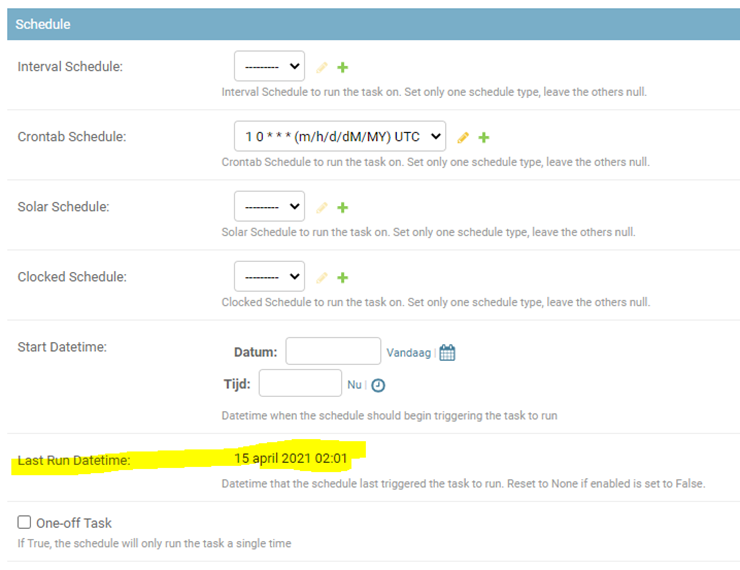 Schedule
Interval Schedule: ---------
Interval Schedule to run the task on. Set only one schedule type, leave the others null.
Crontab Schedule: 1 0 * * * (m/h/d/dM/MY) UTC
Crontab Schedule to run the task on. Set only one schedule type, leave the others null.
Solar Schedule: ---------
Solar Schedule to run the task on. Set only one schedule type, leave the others null.
Clocked Schedule: ---------
Clocked Schedule to run the task on. Set only one schedule type, leave the others null.
Start Datetime: Datum: Vandaag |
Tijd: Nu |
Datetime when the schedule should begin triggering the task to run
Last Run Datetime: 15 april 2021 02:01
Datetime that the schedule last triggered the task to run. Reset to None if enabled is set to False.
One-off Task
If True, the schedule will only run the task a single time